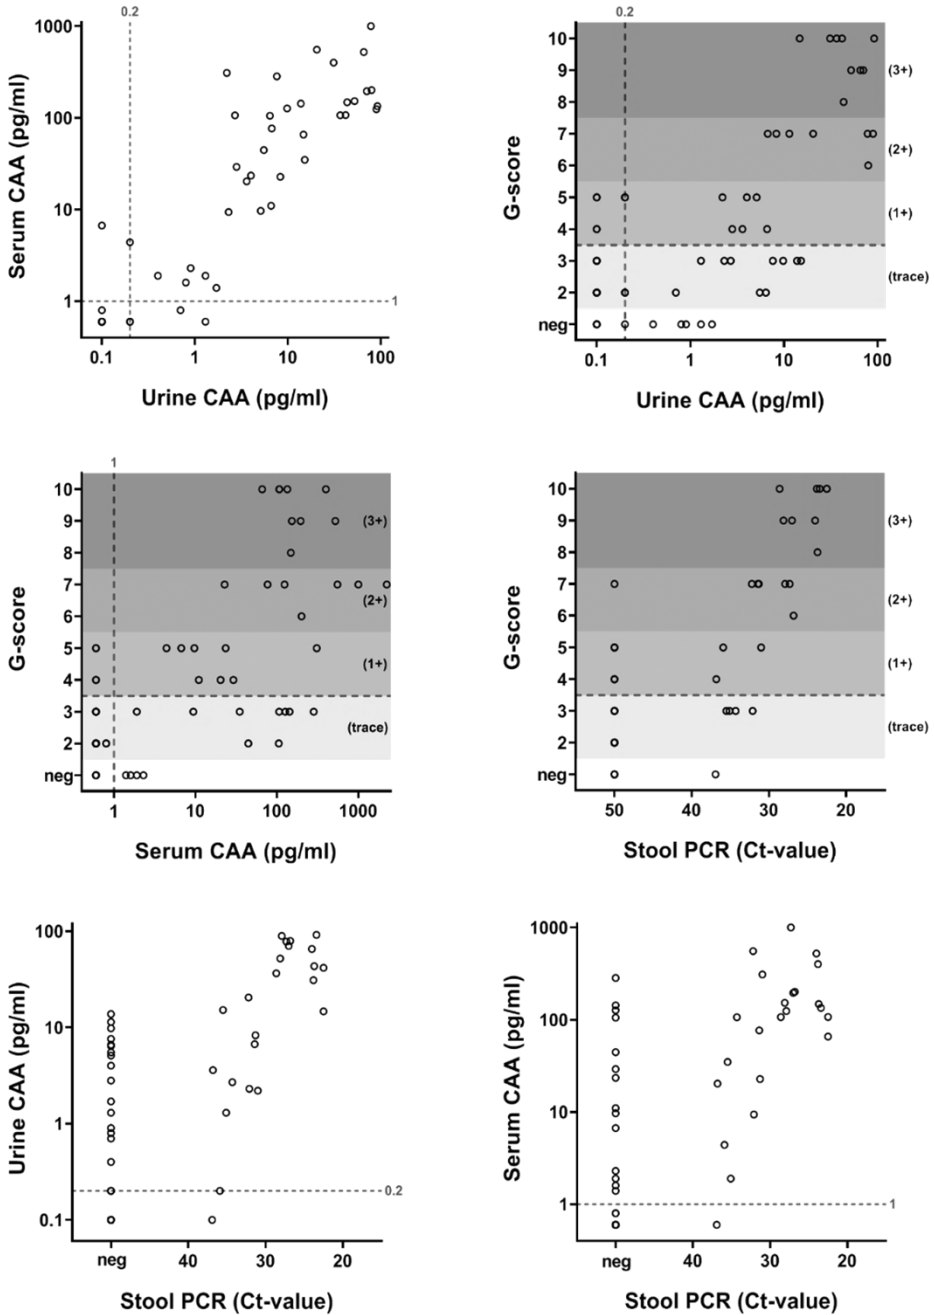 0.2
1000
100
10
1
1
0.1 1 10 100
Serum CAA (pg/ml)
Urine CAA (pg/ml)
0.2
10
9
8
7
6
5
4
3
2
neg
(3+)
(2+)
(1+)
(trace)
0.1 1 10 100
G-score
Urine CAA (pg/ml)
1
10
9
8
7
6
5
4
3
2
neg
(3+)
(2+)
(1+)
(trace)
1 10 100 1000
G-score
Serum CAA (pg/ml)
10
9
8
7
6
5
4
3
2
neg
(3+)
(2+)
(1+)
(trace)
50 40 30 20
G-score
Stool PCR (Ct-value)
100
10
1
0.1
0.2
neg 40 30 20
Urine CAA (pg/ml)
Stool PCR (Ct-value)
1000
100
10
1
1
neg 40 30 20
Serum CAA (pg/ml)
Stool PCR (Ct-value)